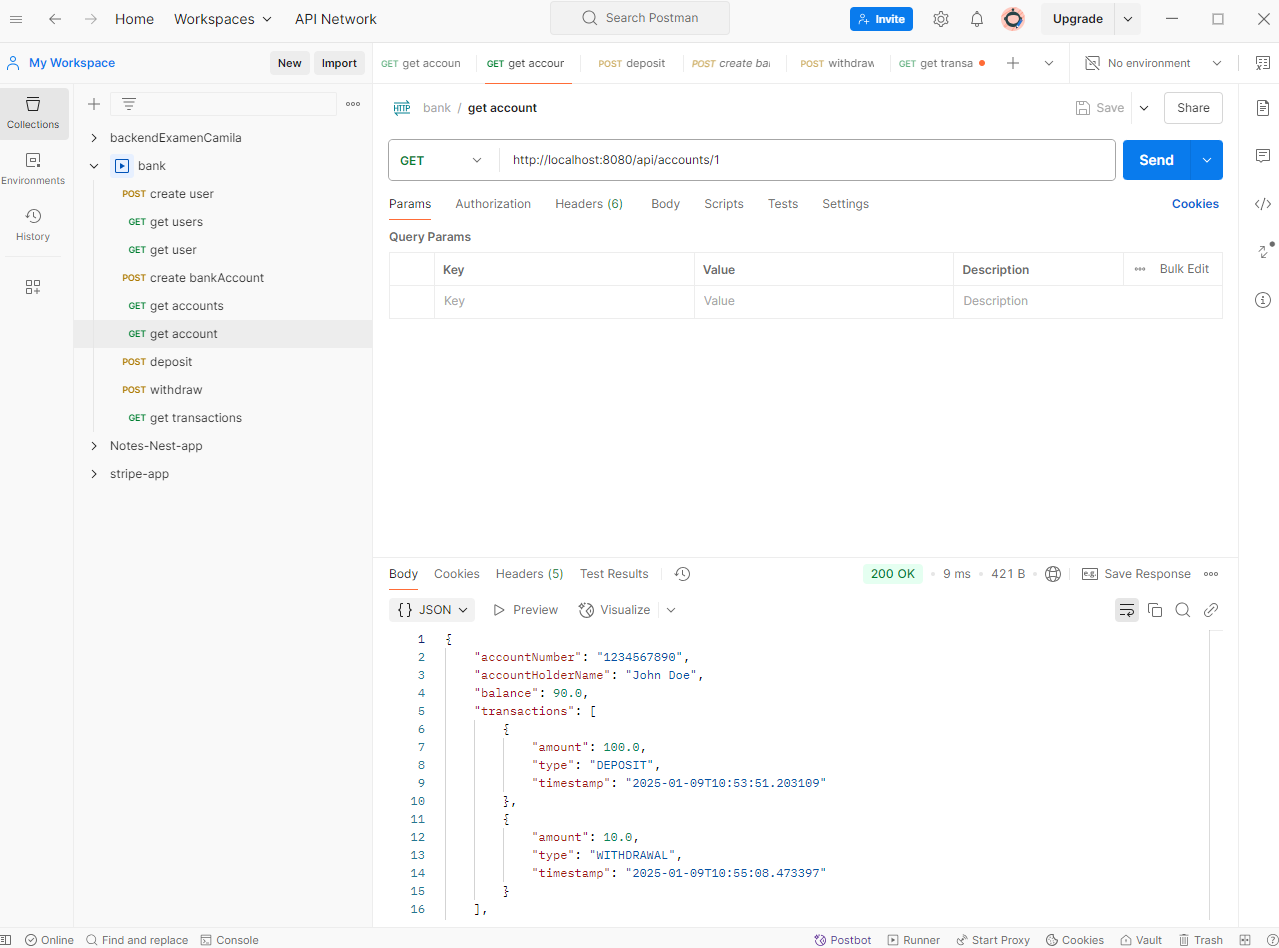 Home Workspaces API Network Search Postman Invite Upgrade
My Workspace New Import
GET get accoun GET get accour POST deposit POST create bai POST withdraw GET get transa No environment
Collections
Environments
History
backendExamenCamila
bank
POST create user
GET get users
GET get user
POST create bankAccount
GET get accounts
GET get account
POST deposit
POST withdraw
GET get transactions
Notes-Nest-app
stripe-app
HTTP bank / get account Save Share
GET http://localhost:8080/api/accounts/1 Send
Params Authorization Headers (6) Body Scripts Tests Settings Cookies
Query Params
Key Value Description Bulk Edit
Key Value Description
Body Cookies Headers (5) Test Results 200 OK 9 ms 421 B e.g. Save Response
{} JSON Preview Visualize
1 {
2 "accountNumber": "1234567890",
3 "accountHolderName": "John Doe",
4 "balance": 90.0,
5 "transactions": [
6 {
7 "amount": 100.0,
8 "type": "DEPOSIT",
9 "timestamp": "2025-01-09T10:53:51.203109"
10 },
11 {
12 "amount": 10.0,
13 "type": "WITHDRAWAL",
14 "timestamp": "2025-01-09T10:55:08.473397"
15 }
16 ],
Online Find and replace Console Postbot Runner Start Proxy Cookies Vault Trash